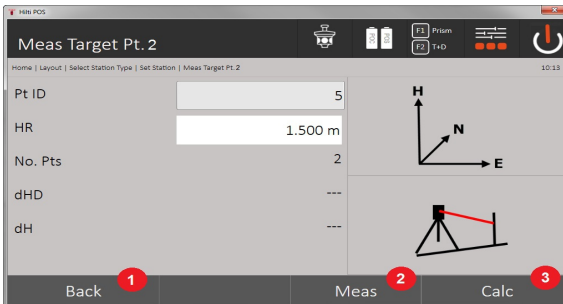 Hilti POS
Meas Target Pt. 2
POC
POS
F1 Prism
F2 T+D
Home | Layout | Select Station Type | Set Station | Meas Target Pt. 2
10:13
Pt ID 5
HR 1.500 m
No. Pts 2
dHD ---
dH ---
H
N
E
Back 1
Meas 2
Calc 3